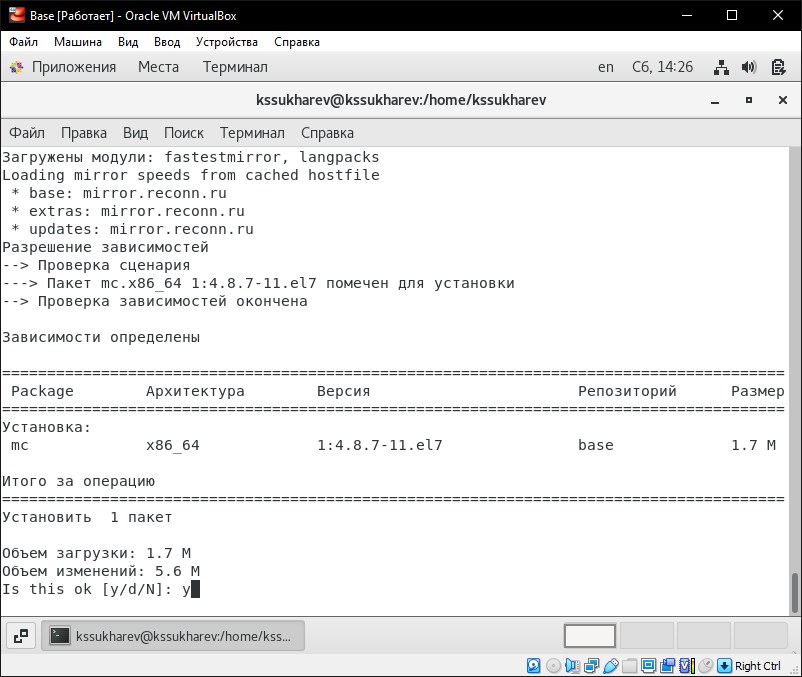 Base [Работает] - Oracle VM VirtualBox
Файл Машина Вид Ввод Устройства Справка
Приложения Места Терминал en Сб, 14:26
kssukharev@kssukharev:/home/kssukharev
Файл Правка Вид Поиск Терминал Справка
Загружены модули: fastestmirror, langpacks
Loading mirror speeds from cached hostfile
 * base: mirror.reconn.ru
 * extras: mirror.reconn.ru
 * updates: mirror.reconn.ru
Разрешение зависимостей
--> Проверка сценария
---> Пакет mc.x86_64 1:4.8.7-11.el7 помечен для установки
--> Проверка зависимостей окончена
Зависимости определены
================================================================================
 Package Архитектура Версия Репозиторий Размер
================================================================================
Установка:
 mc x86_64 1:4.8.7-11.el7 base 1.7 M
Итого за операцию
================================================================================
Установить  1 пакет
Объем загрузки: 1.7 M
Объем изменений: 5.6 M
Is this ok [y/d/N]: y
kssukharev@kssukharev:/home/kss...
Right Ctrl